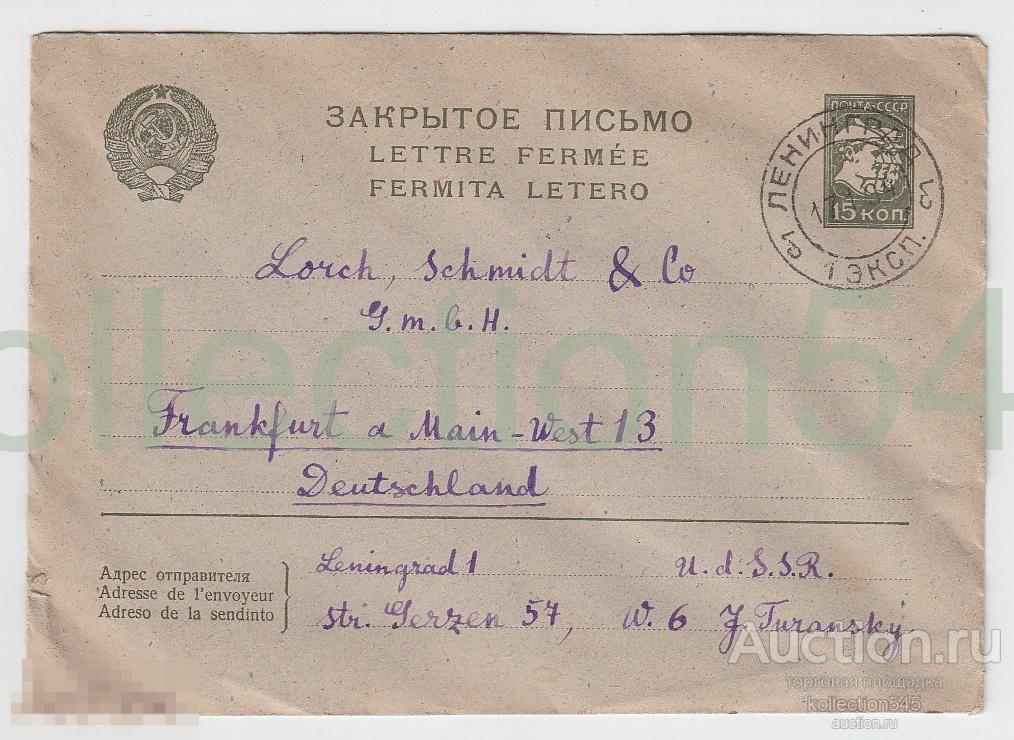 ЗАКРЫТОЕ ПИСЬМО
LETTRE FERMÉE
FERMITA LETERO
ПОЧТА-СССР
15 КОП.
ЛЕНИНГРАД
1 ЭКСП.
Lorch, Schmidt & Co
G.m.b.H.
Frankfurt a Main-West 13
Deutschland
Адрес отправителя
Adresse de l'envoyeur
Adreso de la sendinto
Leningrad 1 U.d.S.S.R.
str. Gerzen 57, W. 6 J. Turansky
ollection54
Auction.ru
торговая площадка
kollection545
auction.ru